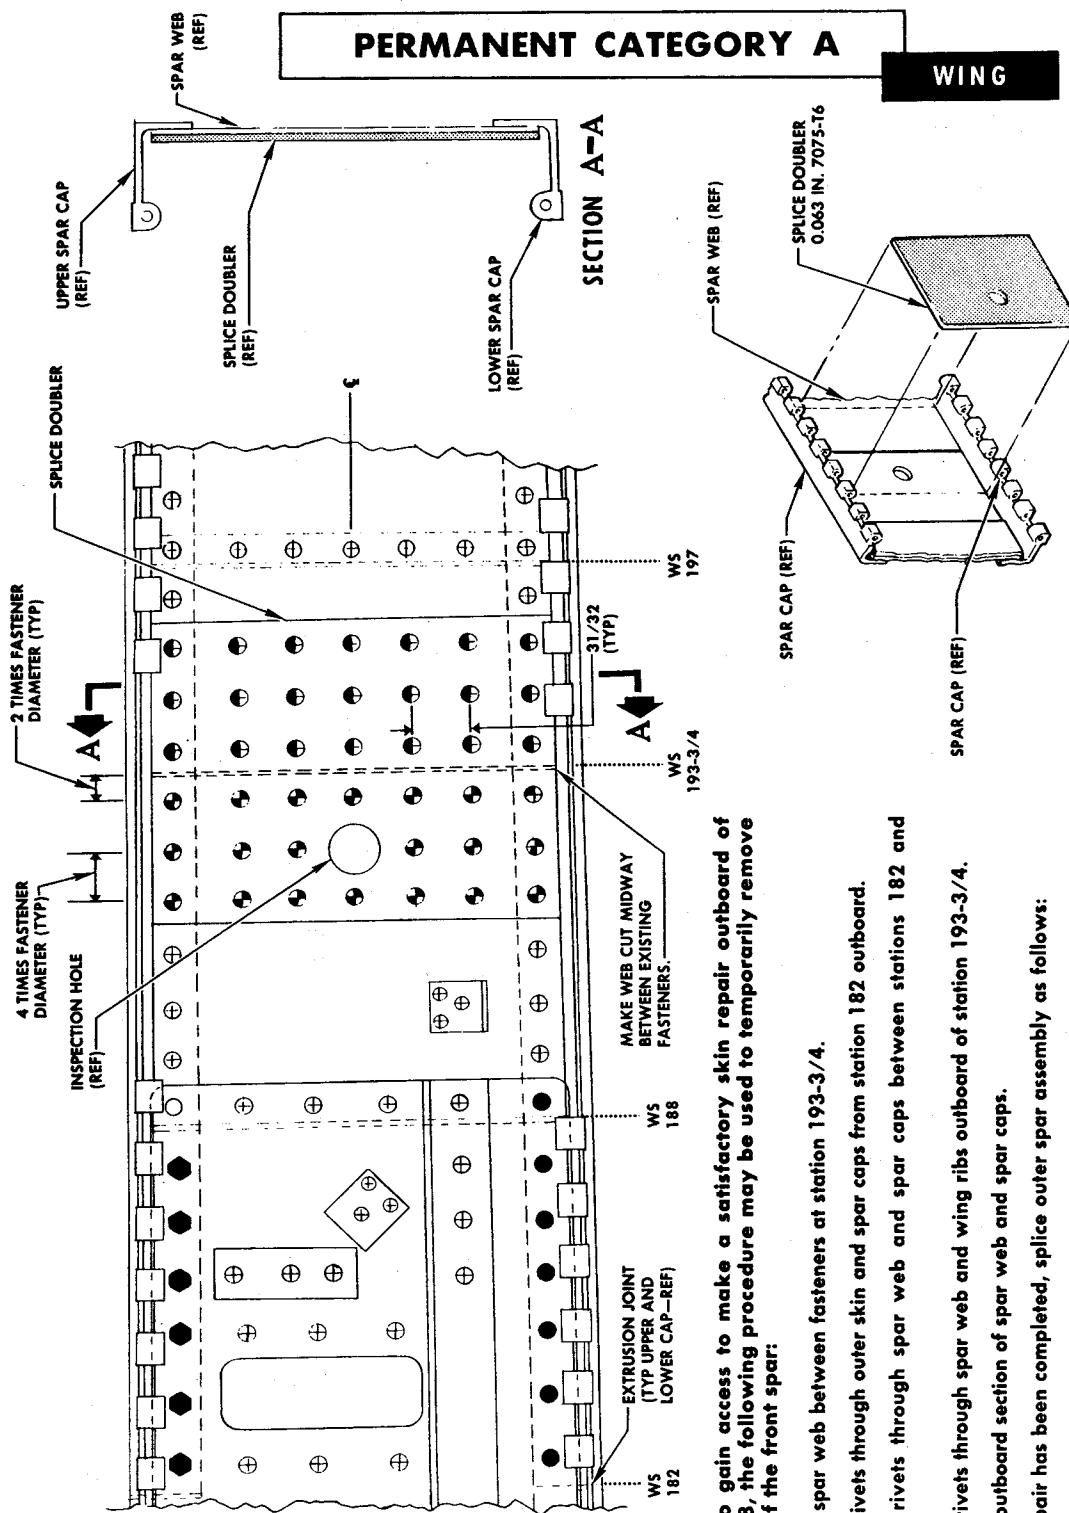 PERMANENT CATEGORY A
WING
SPAR WEB
(REF)
UPPER SPAR CAP
(REF)
SPLICE DOUBLER
(REF)
LOWER SPAR CAP
(REF)
SECTION A-A
SPLICE DOUBLER
2 TIMES FASTENER
DIAMETER (TYP)
4 TIMES FASTENER
DIAMETER (TYP)
INSPECTION HOLE
(REF)
A
A
31/32
(TYP)
WS
197
WS
193-3/4
MAKE WEB CUT MIDWAY
BETWEEN EXISTING
FASTENERS.
WS
188
EXTRUSION JOINT
(TYP UPPER AND
LOWER CAP—REF)
WS
182
SPAR WEB (REF)
SPLICE DOUBLER
0.063 IN. 7075-T6
SPAR CAP (REF)
SPAR CAP (REF)
gain access to make a satisfactory skin repair outboard of
, the following procedure may be used to temporarily remove
the front spar:
spar web between fasteners at station 193-3/4.
ivets through outer skin and spar caps from station 182 outboard.
rivets through spar web and spar caps between stations 182 and
rivets through spar web and wing ribs outboard of station 193-3/4.
outboard section of spar web and spar caps.
pair has been completed, splice outer spar assembly as follows: